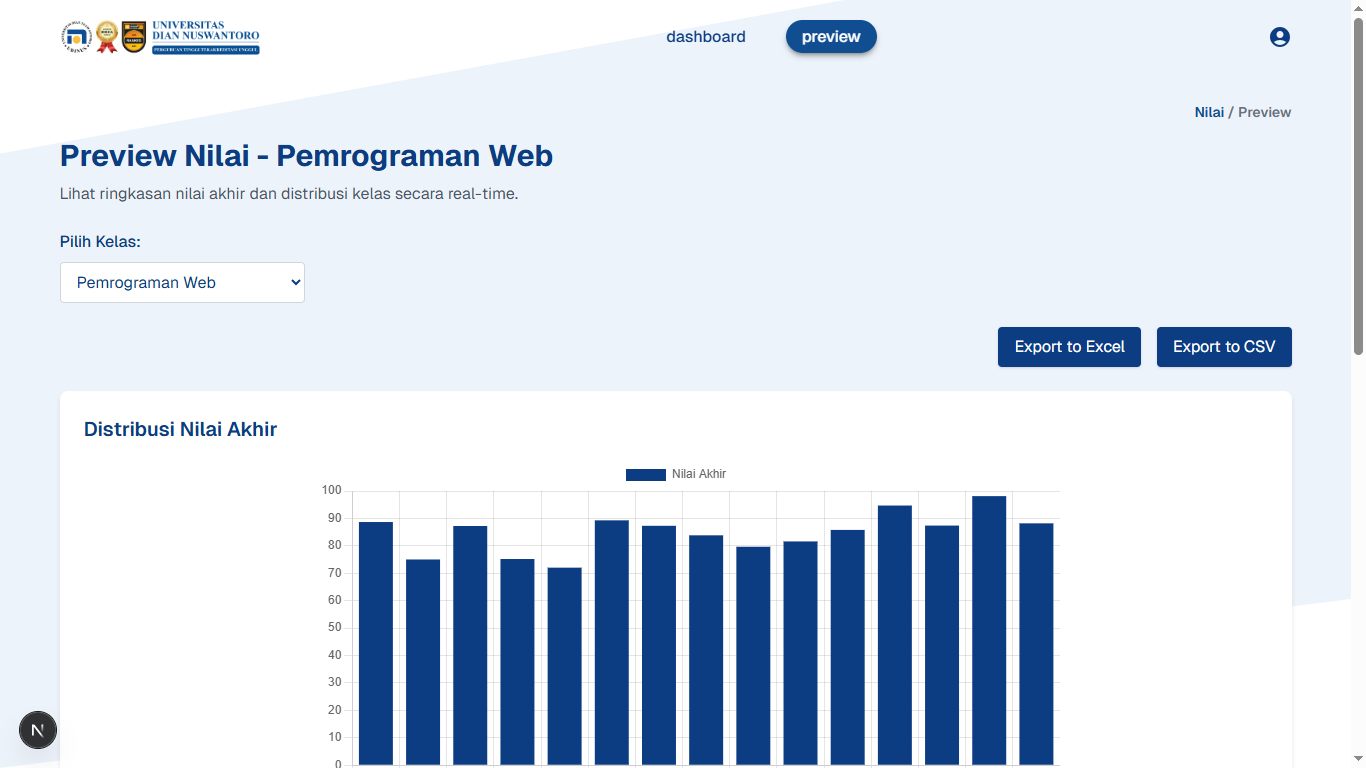 UNIVERSITAS
DIAN NUSWANTORO
PERGURUAN TINGGI TERAKREDITASI UNGGUL
dashboard
preview
Nilai / Preview
Preview Nilai - Pemrograman Web
Lihat ringkasan nilai akhir dan distribusi kelas secara real-time.
Pilih Kelas:
Pemrograman Web
Export to Excel
Export to CSV
Distribusi Nilai Akhir
Nilai Akhir
100
90
80
70
60
50
40
30
20
10
0
N